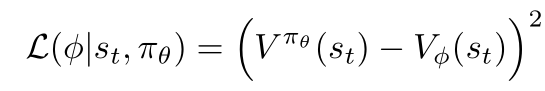 ℒ(ϕ|s_t, π_θ) = (V^{π_θ}(s_t) − V_ϕ(s_t))^2